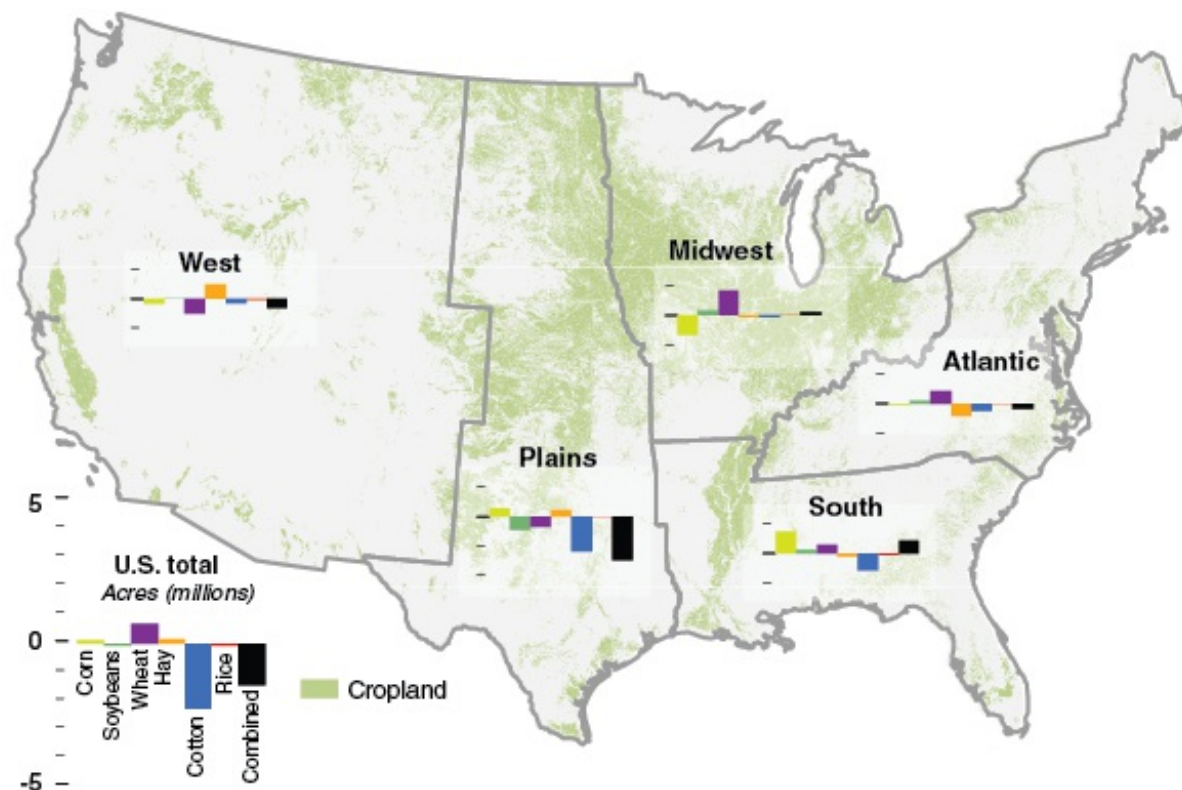 West
Midwest
Atlantic
Plains
South
5
U.S. total
Acres (millions)
0
Corn
Soybeans
Wheat
Hay
Cotton
Rice
Combined
Cropland
-5